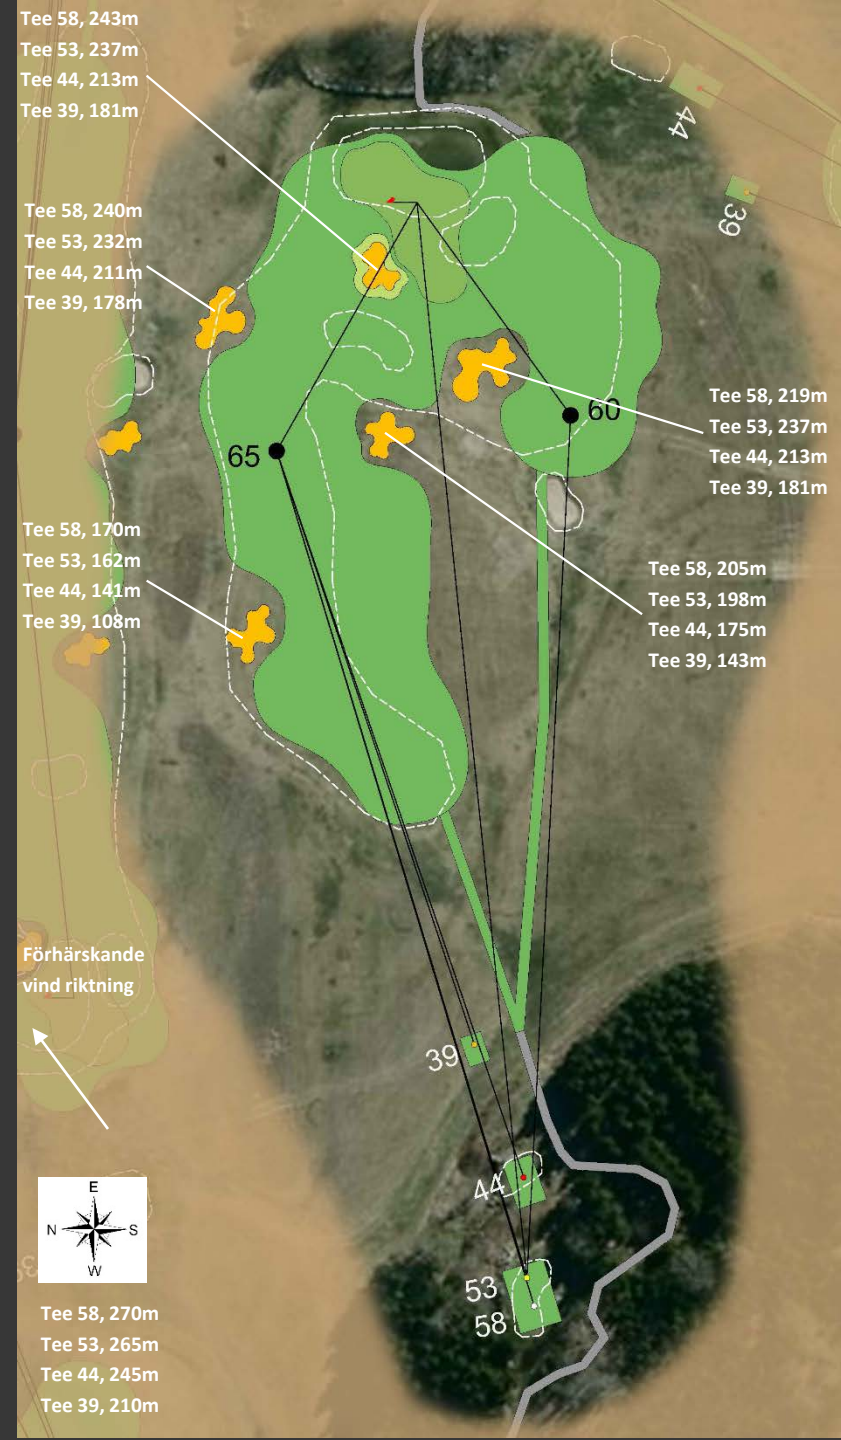 Tee 58, 243m
Tee 53, 237m
Tee 44, 213m
Tee 39, 181m
44
39
Tee 58, 240m
Tee 53, 232m
Tee 44, 211m
Tee 39, 178m
Tee 58, 219m
Tee 53, 237m
Tee 44, 213m
Tee 39, 181m
60
65
Tee 58, 170m
Tee 53, 162m
Tee 44, 141m
Tee 39, 108m
Tee 58, 205m
Tee 53, 198m
Tee 44, 175m
Tee 39, 143m
Förhärskande
vind riktning
39
44
E
N S
W
53
58
Tee 58, 270m
Tee 53, 265m
Tee 44, 245m
Tee 39, 210m